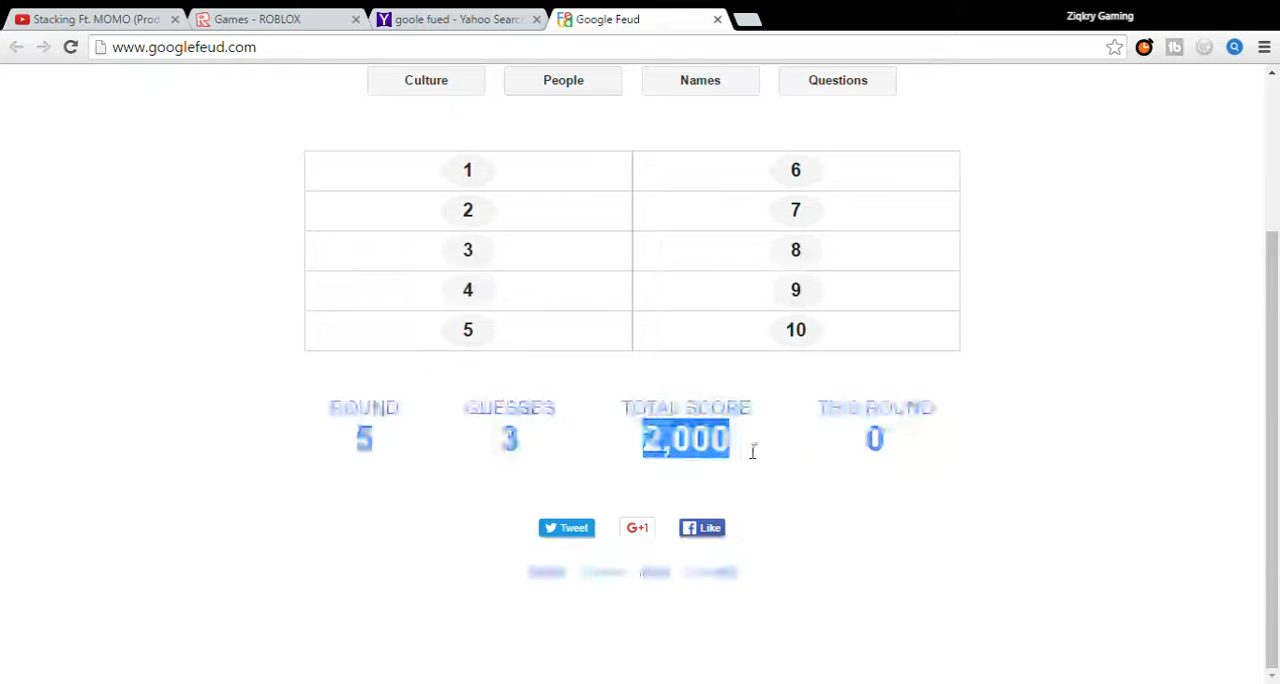 Stacking Ft. MOMO (Prod
Games - ROBLOX
goole fued - Yahoo Searc
Google Feud
Ziqkry Gaming
www.googlefeud.com
Culture
People
Names
Questions
1
6
2
7
3
8
4
9
5
10
ROUND
GUESSES
TOTAL SCORE
THIS ROUND
5
3
2,000
0
Tweet
G+1
Like